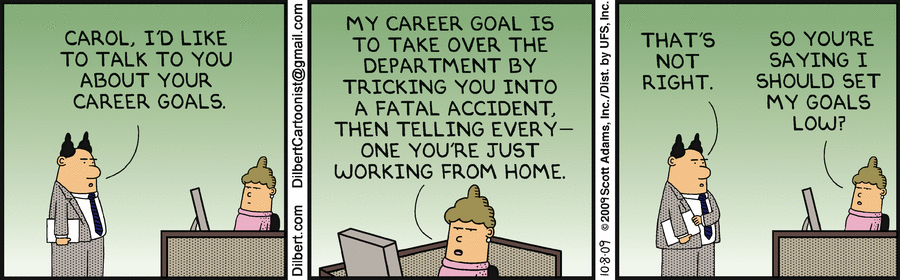 CAROL, I'D LIKE
TO TALK TO YOU
ABOUT YOUR
CAREER GOALS.
Dilbert.com DilbertCartoonist@gmail.com
MY CAREER GOAL IS
TO TAKE OVER THE
DEPARTMENT BY
TRICKING YOU INTO
A FATAL ACCIDENT,
THEN TELLING EVERY–
ONE YOU'RE JUST
WORKING FROM HOME.
10-8-09 ©2009 Scott Adams, Inc./Dist. by UFS, Inc.
THAT'S
NOT
RIGHT.
SO YOU'RE
SAYING I
SHOULD SET
MY GOALS
LOW?